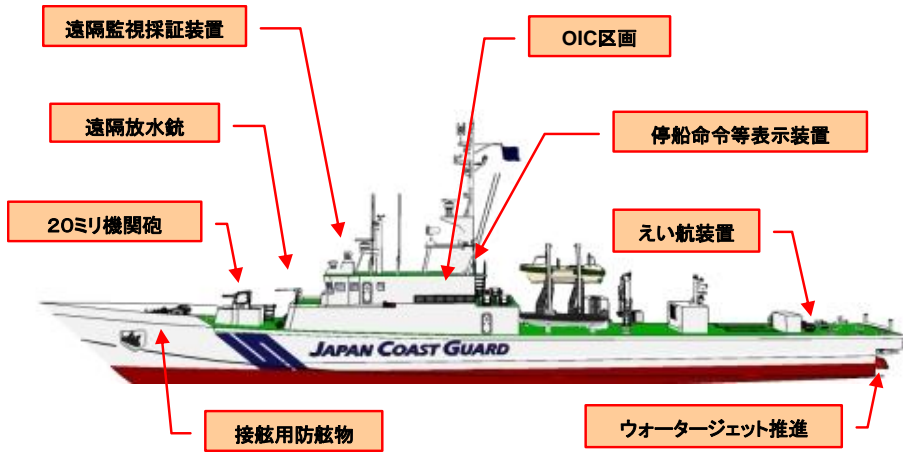 遠隔監視採証装置
OIC区画
遠隔放水銃
停船命令等表示装置
20ミリ機関砲
えい航装置
JAPAN COAST GUARD
接舷用防舷物
ウォータージェット推進